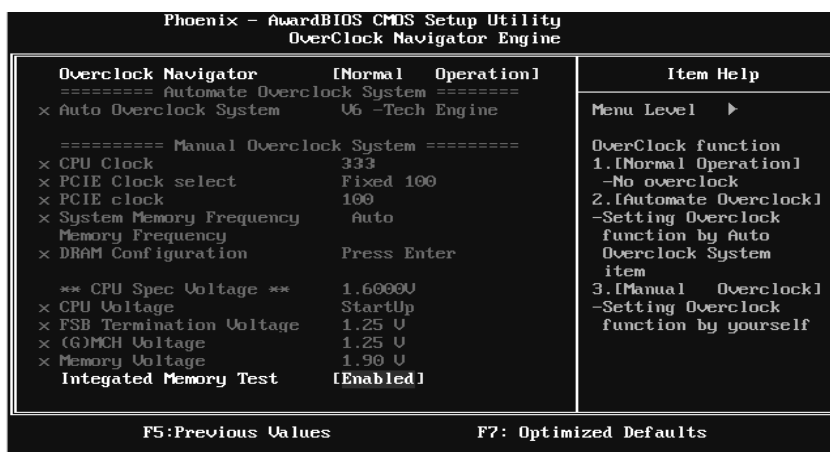 Phoenix - AwardBIOS CMOS Setup Utility
OverClock Navigator Engine
Overclock Navigator [Normal Operation]
========= Automate Overclock System ========
x Auto Overclock System V6 -Tech Engine
========== Manual Overclock System =========
x CPU Clock 333
x PCIE Clock select Fixed 100
x PCIE clock 100
x System Memory Frequency Auto
Memory Frequency
x DRAM Configuration Press Enter
** CPU Spec Voltage ** 1.6000V
x CPU Voltage StartUp
x FSB Termination Voltage 1.25 V
x (G)MCH Voltage 1.25 V
x Memory Voltage 1.90 V
Integated Memory Test [Enabled]
Item Help
Menu Level ▶
OverClock function
1.[Normal Operation]
-No overclock
2.[Automate Overclock]
-Setting Overclock
function by Auto
Overclock System
item
3.[Manual Overclock]
-Setting Overclock
function by yourself
F5:Previous Values F7: Optimized Defaults